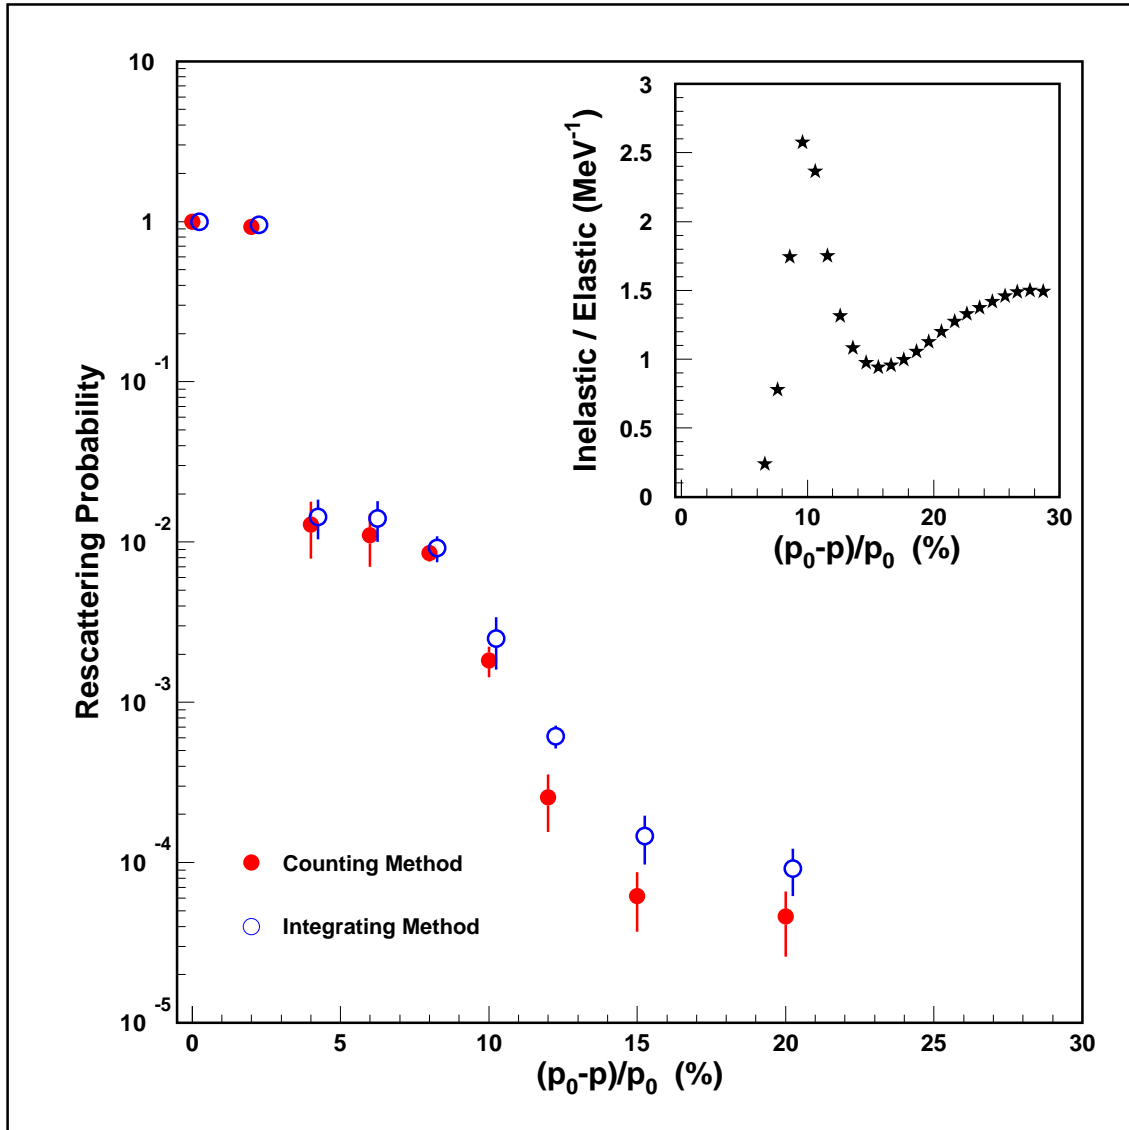 Rescattering Probability
10
1
10 -1
10 -2
10 -3
10 -4
10 -5
0 5 10 15 20 25 30
(p0-p)/p0 (%)
Counting Method
Integrating Method
Inelastic / Elastic (MeV-1)
3
2.5
2
1.5
1
0.5
0
0 10 20 30
(p0-p)/p0 (%)